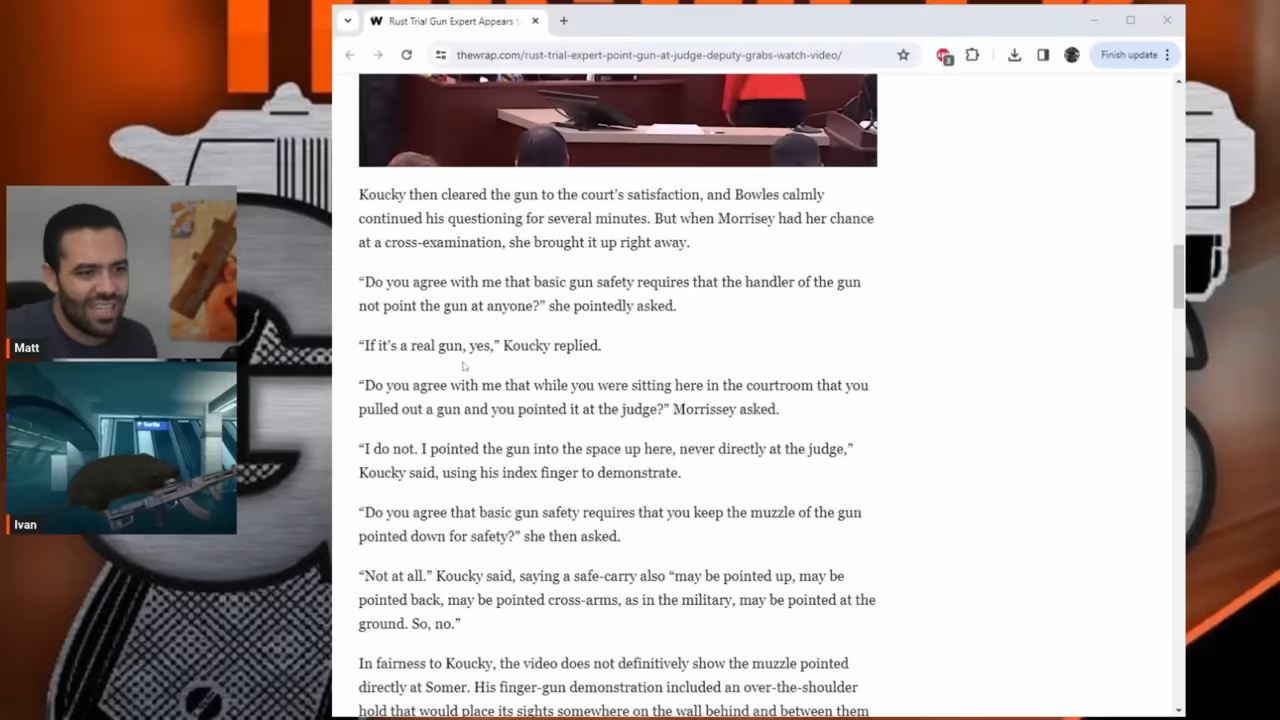 Rust Trial Gun Expert Appears
thewrap.com/rust-trial-expert-point-gun-at-judge-deputy-grabs-watch-video/
Finish update
Koucky then cleared the gun to the court's satisfaction, and Bowles calmly
continued his questioning for several minutes. But when Morrisey had her chance
at a cross-examination, she brought it up right away.
“Do you agree with me that basic gun safety requires that the handler of the gun
not point the gun at anyone?” she pointedly asked.
“If it's a real gun, yes,” Koucky replied.
“Do you agree with me that while you were sitting here in the courtroom that you
pulled out a gun and you pointed it at the judge?” Morrissey asked.
“I do not. I pointed the gun into the space up here, never directly at the judge,”
Koucky said, using his index finger to demonstrate.
“Do you agree that basic gun safety requires that you keep the muzzle of the gun
pointed down for safety?” she then asked.
“Not at all.” Koucky said, saying a safe-carry also “may be pointed up, may be
pointed back, may be pointed cross-arms, as in the military, may be pointed at the
ground. So, no.”
In fairness to Koucky, the video does not definitively show the muzzle pointed
directly at Somer. His finger-gun demonstration included an over-the-shoulder
hold that would place its sights somewhere on the wall behind and between them
Matt
Sortie
Ivan